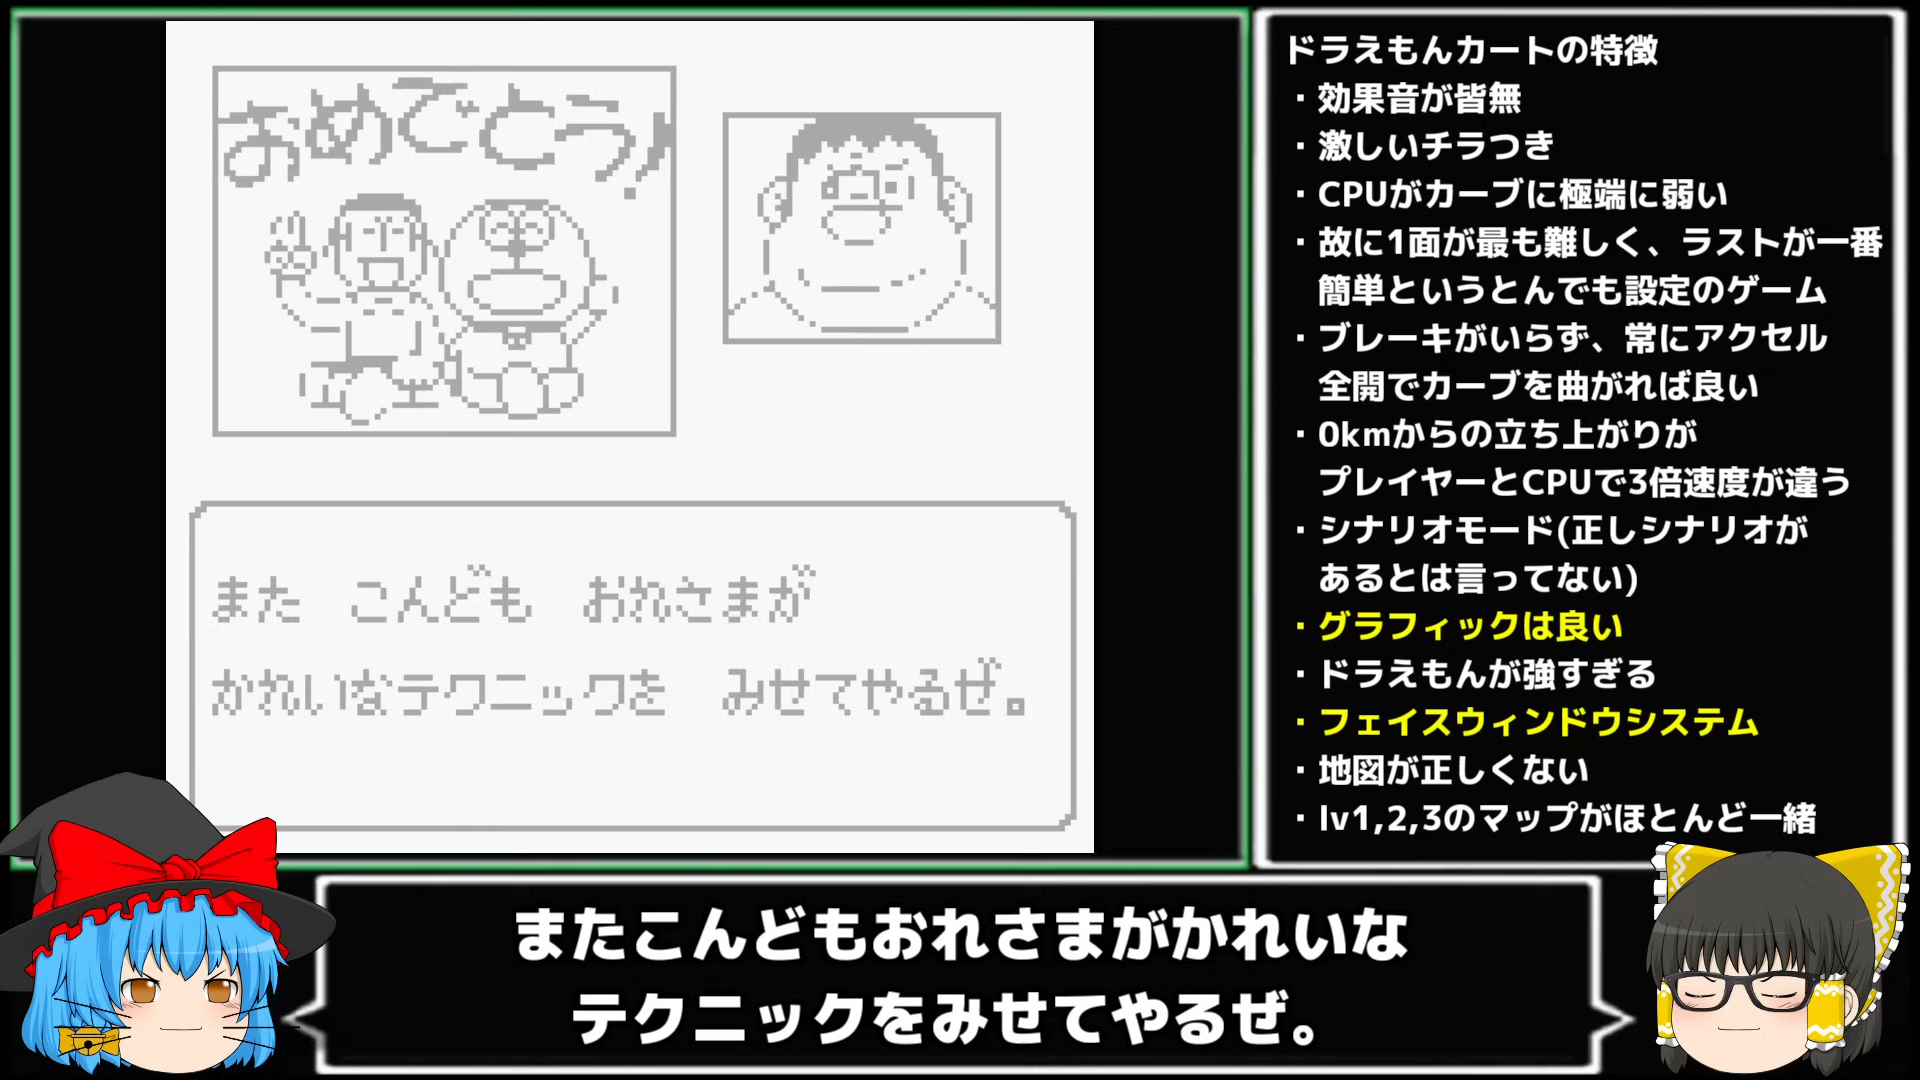 おめでとう!
また こんども おれさまが
かれいなテクニックを みせてやるぜ。
ドラえもんカートの特徴
・効果音が皆無
・激しいチラつき
・CPUがカーブに極端に弱い
・故に1面が最も難しく、ラストが一番
簡単というとんでも設定のゲーム
・ブレーキがいらず、常にアクセル
全開でカーブを曲がれば良い
・0kmからの立ち上がりが
プレイヤーとCPUで3倍速度が違う
・シナリオモード(正しシナリオが
あるとは言ってない)
・グラフィックは良い
・ドラえもんが強すぎる
・フェイスウィンドウシステム
・地図が正しくない
・lv1,2,3のマップがほとんど一緒
またこんどもおれさまがかれいな
テクニックをみせてやるぜ。